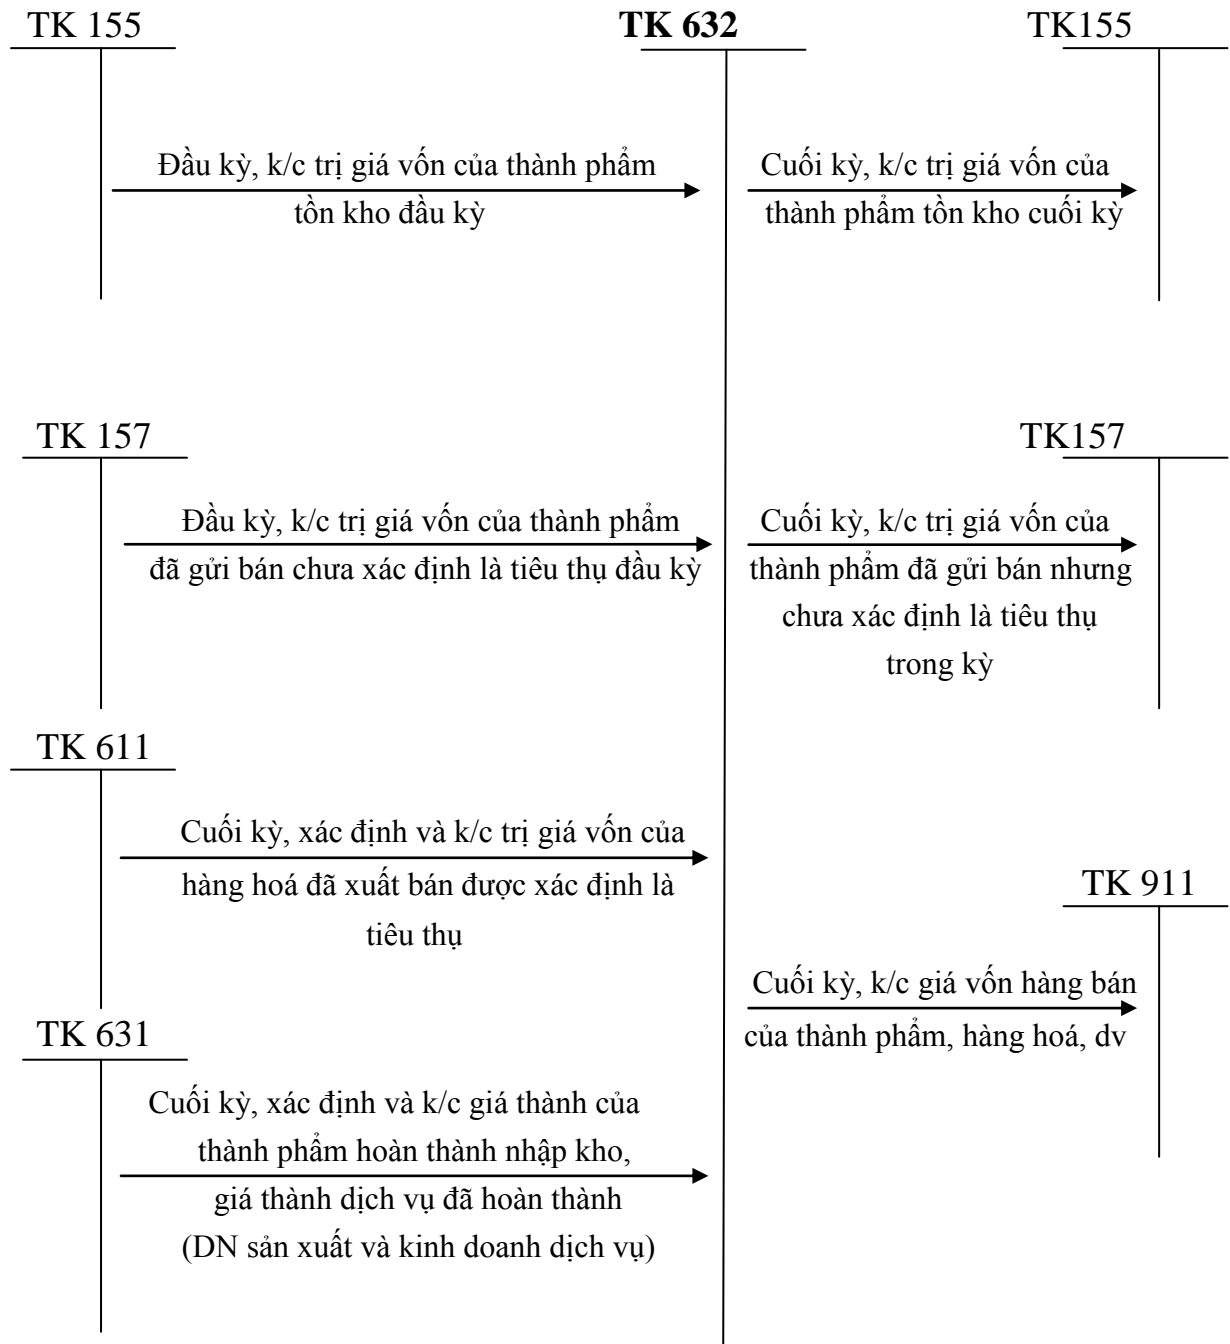 TK 155
TK 632
TK155
Đầu kỳ, k/c trị giá vốn của thành phẩm
tồn kho đầu kỳ
Cuối kỳ, k/c trị giá vốn của
thành phẩm tồn kho cuối kỳ
TK 157
TK157
Đầu kỳ, k/c trị giá vốn của thành phẩm
đã gửi bán chưa xác định là tiêu thụ đầu kỳ
Cuối kỳ, k/c trị giá vốn của
thành phẩm đã gửi bán nhưng
chưa xác định là tiêu thụ
trong kỳ
TK 611
Cuối kỳ, xác định và k/c trị giá vốn của
hàng hoá đã xuất bán được xác định là
tiêu thụ
TK 911
Cuối kỳ, k/c giá vốn hàng bán
của thành phẩm, hàng hoá, dv
TK 631
Cuối kỳ, xác định và k/c giá thành của
thành phẩm hoàn thành nhập kho,
giá thành dịch vụ đã hoàn thành
(DN sản xuất và kinh doanh dịch vụ)